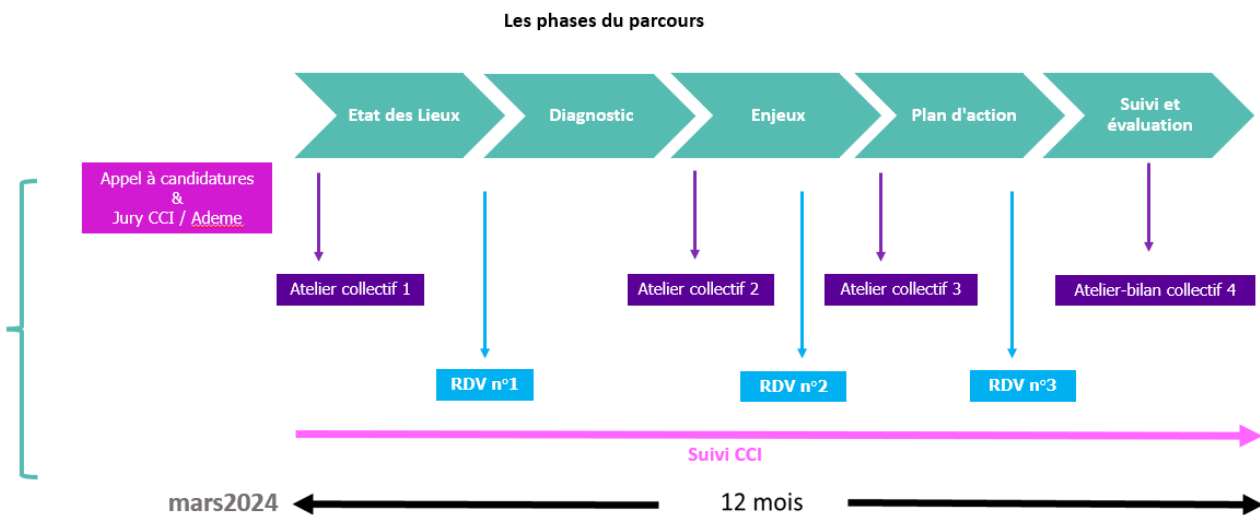 Les phases du parcours
Etat des Lieux
Diagnostic
Enjeux
Plan d'action
Suivi et
évaluation
Appel à candidatures
&
Jury CCI / Ademe
Atelier collectif 1
Atelier collectif 2
Atelier collectif 3
Atelier-bilan collectif 4
RDV n°1
RDV n°2
RDV n°3
Suivi CCI
mars2024
12 mois